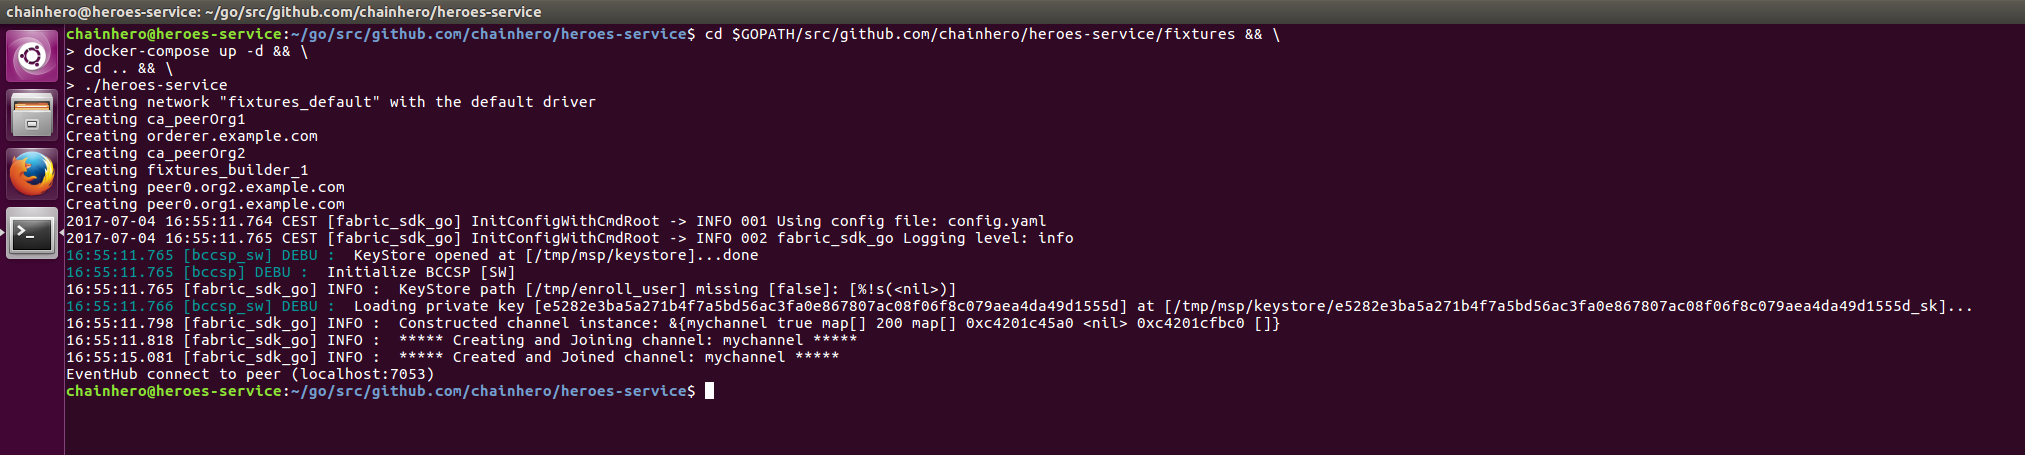 chainhero@heroes-service: ~/go/src/github.com/chainhero/heroes-service
chainhero@heroes-service:~/go/src/github.com/chainhero/heroes-service$ cd $GOPATH/src/github.com/chainhero/heroes-service/fixtures && \
> docker-compose up -d && \
> cd .. && \
> ./heroes-service
Creating network "fixtures_default" with the default driver
Creating ca_peerOrg1
Creating orderer.example.com
Creating ca_peerOrg2
Creating fixtures_builder_1
Creating peer0.org2.example.com
Creating peer0.org1.example.com
2017-07-04 16:55:11.764 CEST [fabric_sdk_go] InitConfigWithCmdRoot -> INFO 001 Using config file: config.yaml
2017-07-04 16:55:11.765 CEST [fabric_sdk_go] InitConfigWithCmdRoot -> INFO 002 fabric_sdk_go Logging level: info
16:55:11.765 [bccsp_sw] DEBU :  KeyStore opened at [/tmp/msp/keystore]...done
16:55:11.765 [bccsp] DEBU :  Initialize BCCSP [SW]
16:55:11.765 [fabric_sdk_go] INFO :  KeyStore path [/tmp/enroll_user] missing [false]: [%!s(<nil>)]
16:55:11.766 [bccsp_sw] DEBU :  Loading private key [e5282e3ba5a271b4f7a5bd56ac3fa0e867807ac08f06f8c079aea4da49d1555d] at [/tmp/msp/keystore/e5282e3ba5a271b4f7a5bd56ac3fa0e867807ac08f06f8c079aea4da49d1555d_sk]...
16:55:11.798 [fabric_sdk_go] INFO :  Constructed channel instance: &{mychannel true map[] 200 map[] 0xc4201c45a0 <nil> 0xc4201cfbc0 []}
16:55:11.818 [fabric_sdk_go] INFO :  ***** Creating and Joining channel: mychannel *****
16:55:15.081 [fabric_sdk_go] INFO :  ***** Created and Joined channel: mychannel *****
EventHub connect to peer (localhost:7053)
chainhero@heroes-service:~/go/src/github.com/chainhero/heroes-service$